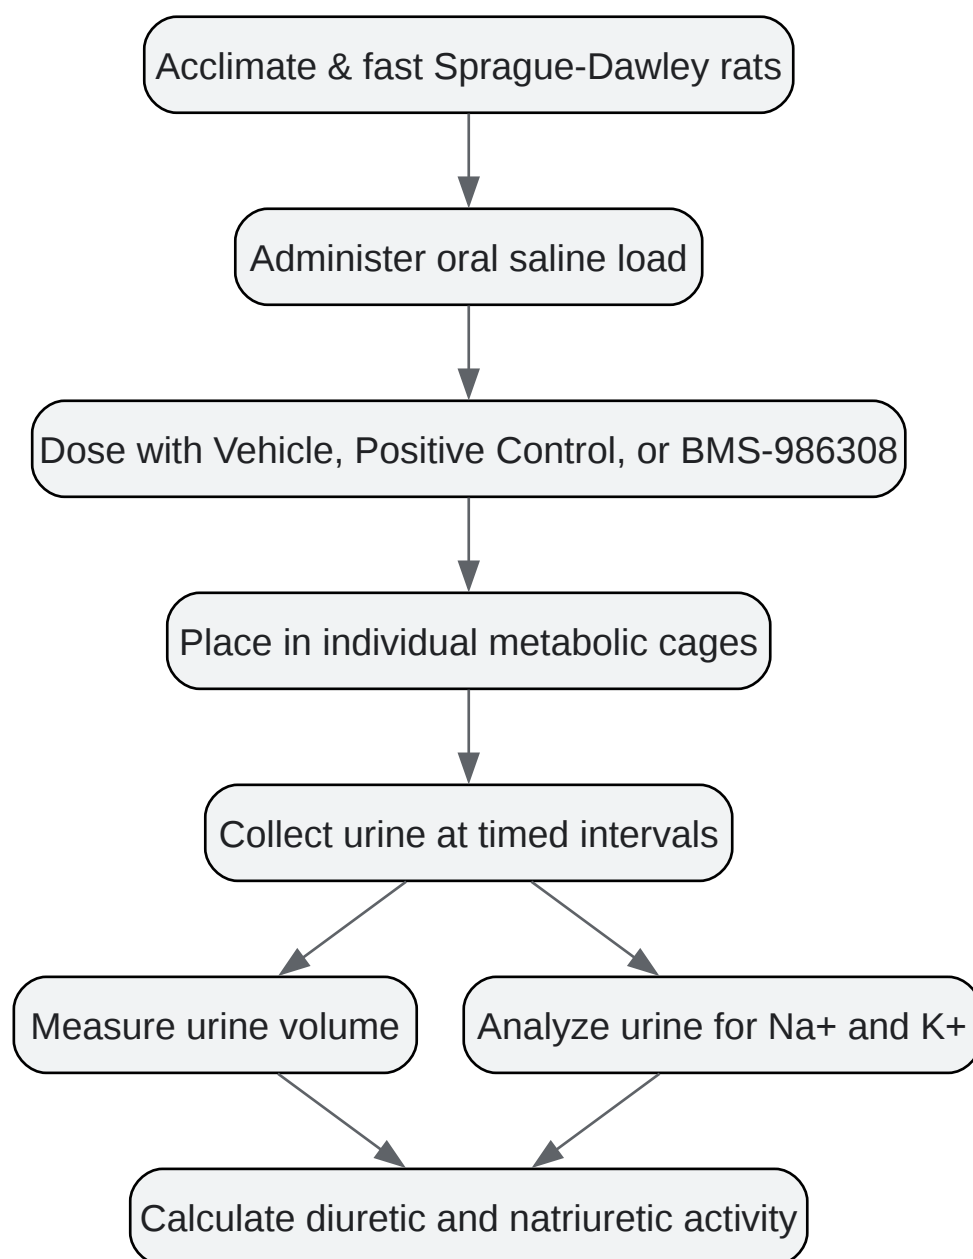 Acclimate & fast Sprague-Dawley rats
Administer oral saline load
Dose with Vehicle, Positive Control, or BMS-986308
Place in individual metabolic cages
Collect urine at timed intervals
Measure urine volume
Analyze urine for Na+ and K+
Calculate diuretic and natriuretic activity